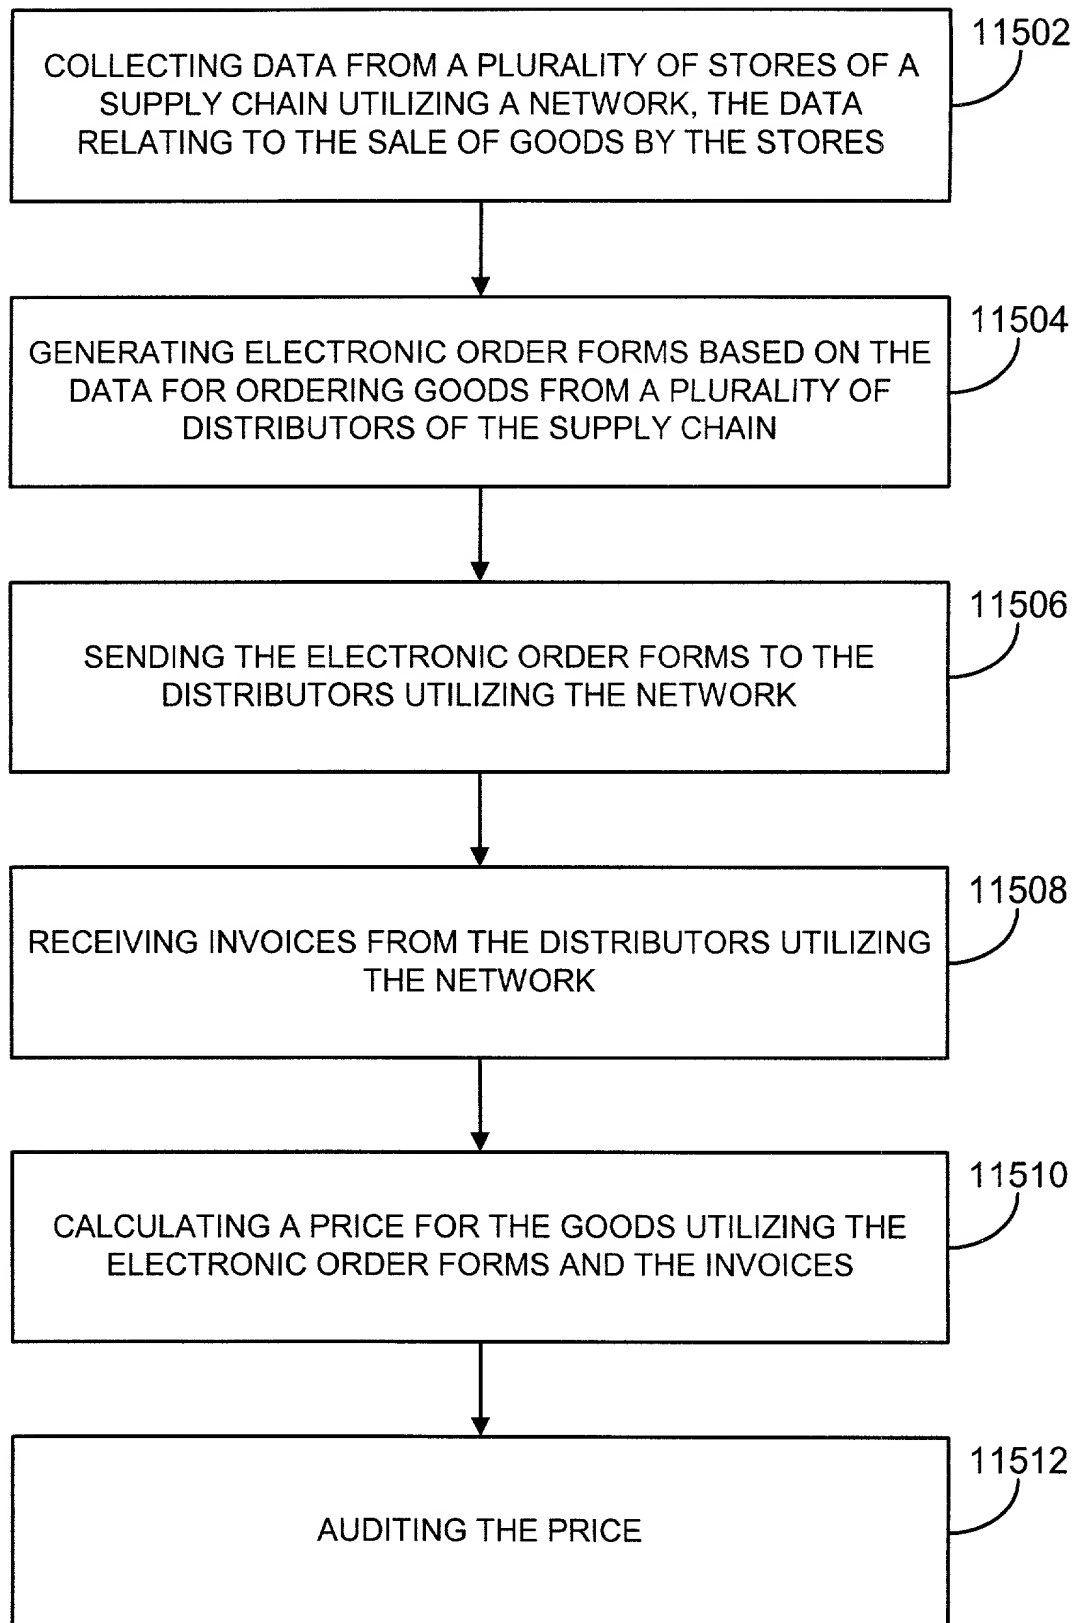 11502
COLLECTING DATA FROM A PLURALITY OF STORES OF A
SUPPLY CHAIN UTILIZING A NETWORK, THE DATA
RELATING TO THE SALE OF GOODS BY THE STORES
11504
GENERATING ELECTRONIC ORDER FORMS BASED ON THE
DATA FOR ORDERING GOODS FROM A PLURALITY OF
DISTRIBUTORS OF THE SUPPLY CHAIN
11506
SENDING THE ELECTRONIC ORDER FORMS TO THE
DISTRIBUTORS UTILIZING THE NETWORK
11508
RECEIVING INVOICES FROM THE DISTRIBUTORS UTILIZING
THE NETWORK
11510
CALCULATING A PRICE FOR THE GOODS UTILIZING THE
ELECTRONIC ORDER FORMS AND THE INVOICES
11512
AUDITING THE PRICE